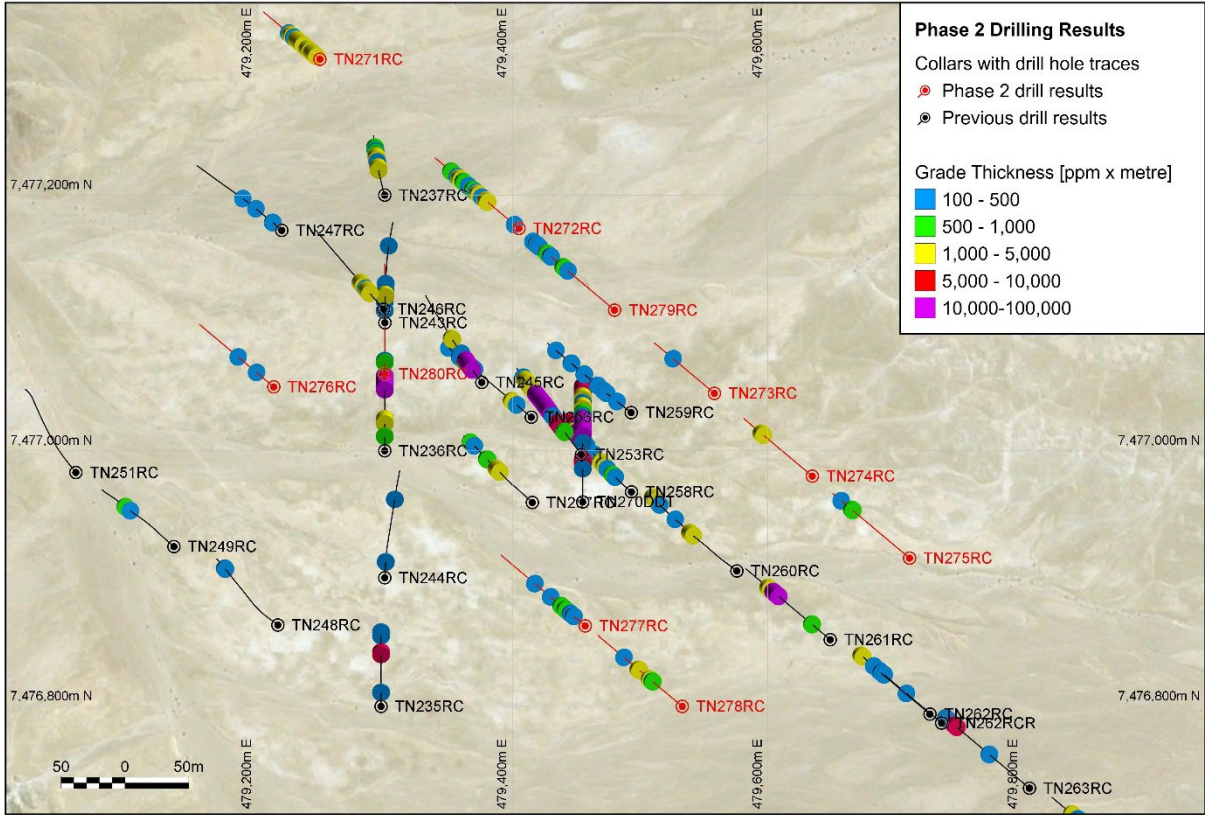 479,200m E
479,400m E
479,600m E
Phase 2 Drilling Results
Collars with drill hole traces
Phase 2 drill results
Previous drill results
Grade Thickness [ppm x metre]
100 - 500
500 - 1,000
1,000 - 5,000
5,000 - 10,000
10,000-100,000
TN271RC
7,477,200m N
7,477,200m N
TN237RC
TN247RC
TN272RC
TN246RC
TN243RC
TN279RC
TN276RC
TN280RC
TN245RC
TN273RC
TN259RC
TN266RC
7,477,000m N
7,477,000m N
TN236RC
TN253RC
TN251RC
TN274RC
TN258RC
TN270DDT
TN249RC
TN275RC
TN244RC
TN260RC
TN248RC
TN277RC
TN261RC
7,476,800m N
7,476,800m N
TN235RC
TN278RC
TN262RC
TN262RCR
50 0 50m
479,200m E
479,400m E
479,600m E
479,800m E
TN263RC